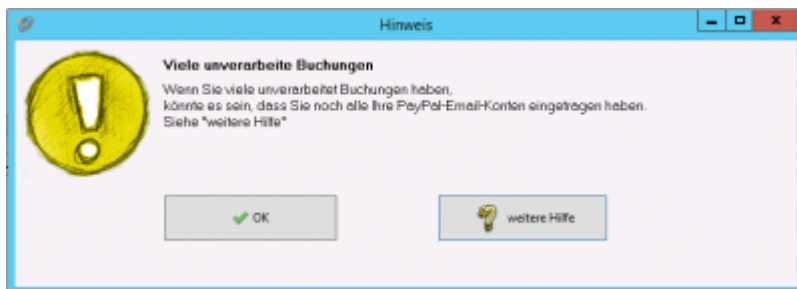 Hinweis
Viele unverarbeite Buchungen
Wenn Sie viele unverarbeitet Buchungen haben,
könnte es sein, dass Sie noch alle Ihre PayPal-Email-Konten eingetragen haben.
Siehe "weitere Hilfe"
OK
weitere Hilfe